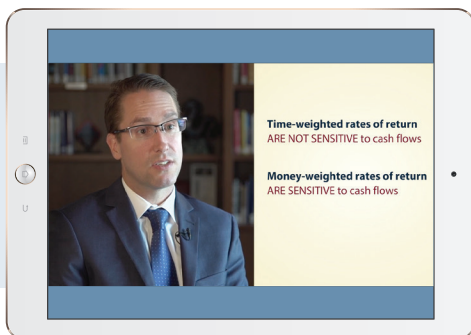 Time-weighted rates of return
ARE NOT SENSITIVE to cash flows
Money-weighted rates of return
ARE SENSITIVE to cash flows